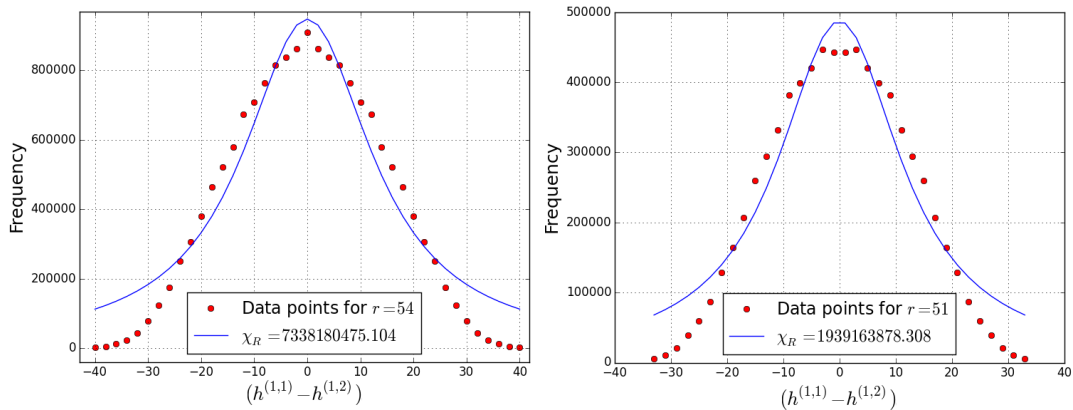 800000
600000
400000
200000
0
Frequency
Data points for r=54
χ_R=7338180475.104
−40 −30 −20 −10 0 10 20 30 40
(h^(1,1)−h^(1,2))
500000
400000
300000
200000
100000
0
Frequency
Data points for r=51
χ_R=1939163878.308
−40 −30 −20 −10 0 10 20 30 40
(h^(1,1)−h^(1,2))